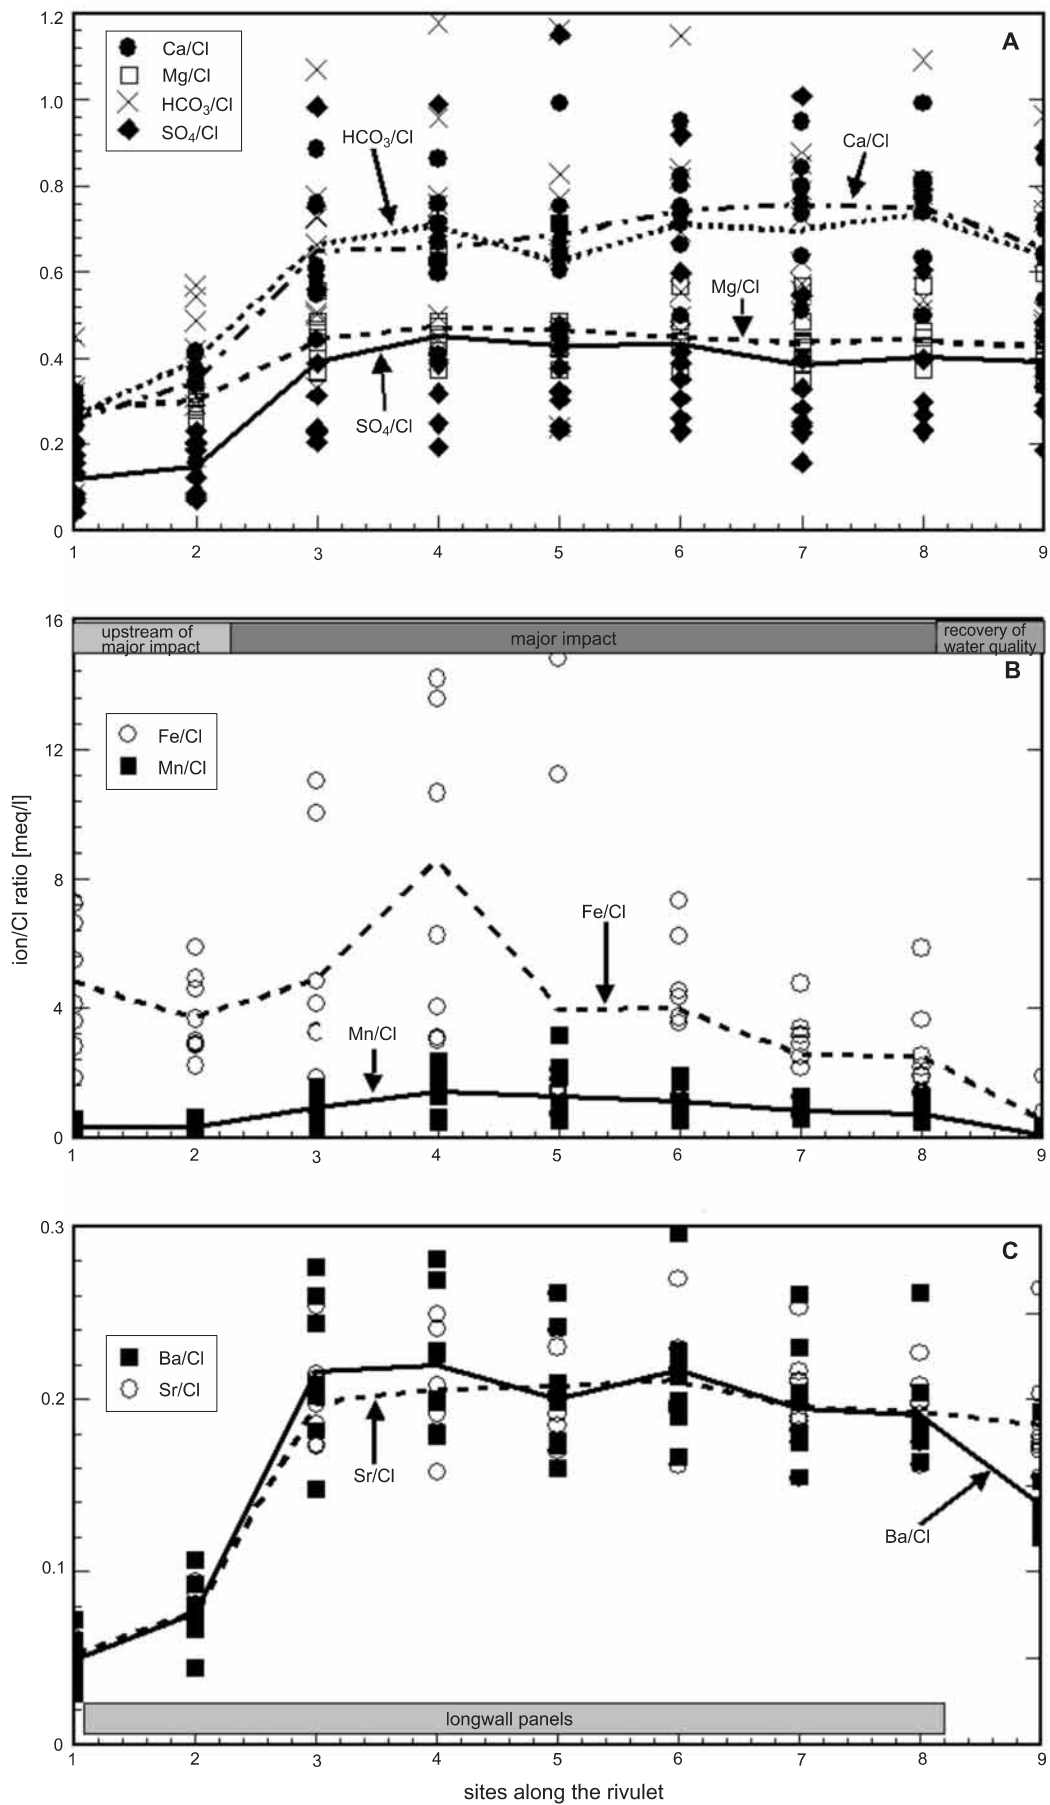 1.2
A
Ca/Cl
Mg/Cl
HCO3/Cl
SO4/Cl
HCO3/Cl
Ca/Cl
1.0
0.8
0.6
Mg/Cl
0.4
SO4/Cl
0.2
0
1 2 3 4 5 6 7 8 9
16
upstream of
major impact
major impact
recovery of
water quality
B
Fe/Cl
Mn/Cl
12
8
Fe/Cl
4
Mn/Cl
0
1 2 3 4 5 6 7 8 9
ion/Cl ratio [meq/l]
0.3
C
Ba/Cl
Sr/Cl
0.2
Sr/Cl
Ba/Cl
0.1
longwall panels
0
1 2 3 4 5 6 7 8 9
sites along the rivulet